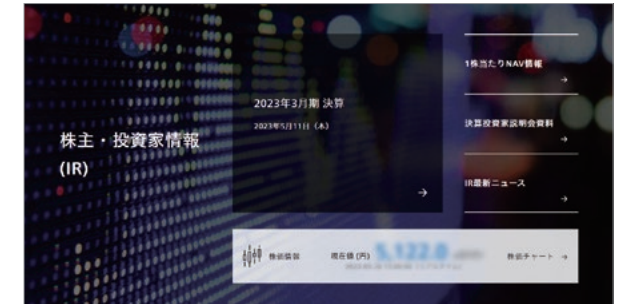 株主・投資家情報
(IR)
2023年3月期 決算
2023年5月11日（木）
1株当たりNAV情報
決算投資家説明会資料
IR最新ニュース
株価情報
現在値 (円)
5,122.0
株価チャート